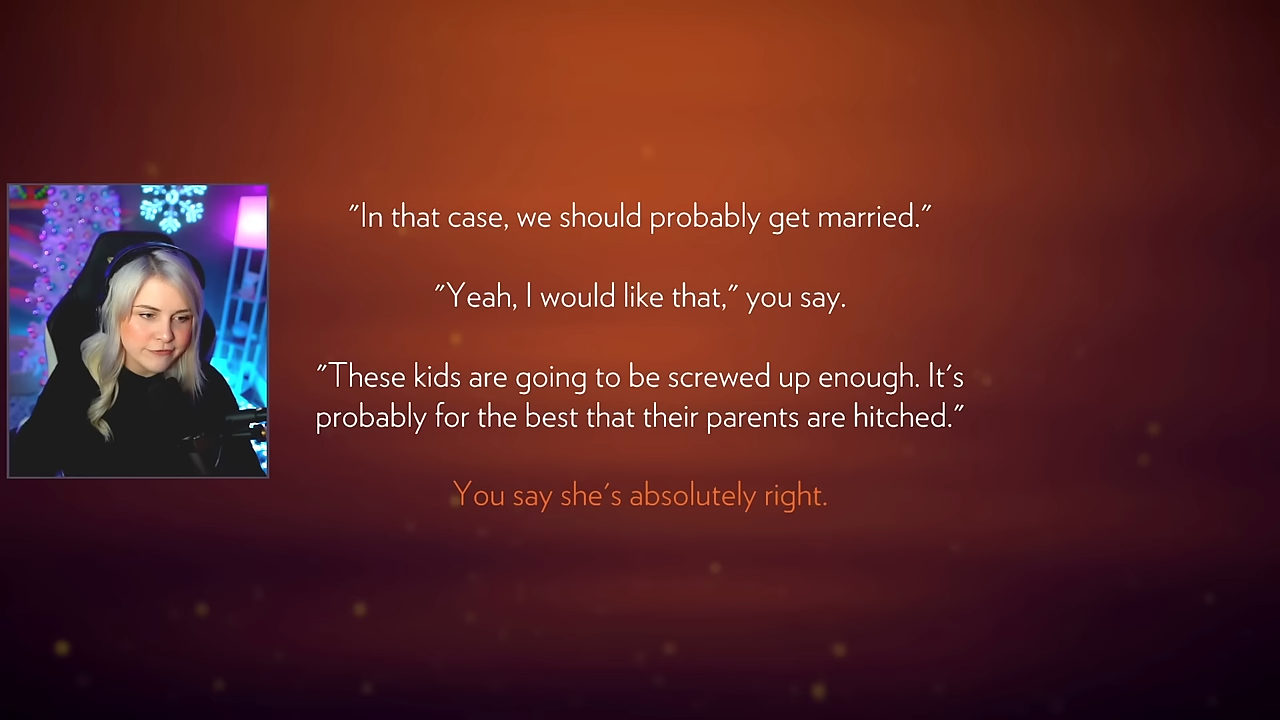 "In that case, we should probably get married."
"Yeah, I would like that," you say.
"These kids are going to be screwed up enough. It's
probably for the best that their parents are hitched."
You say she's absolutely right.